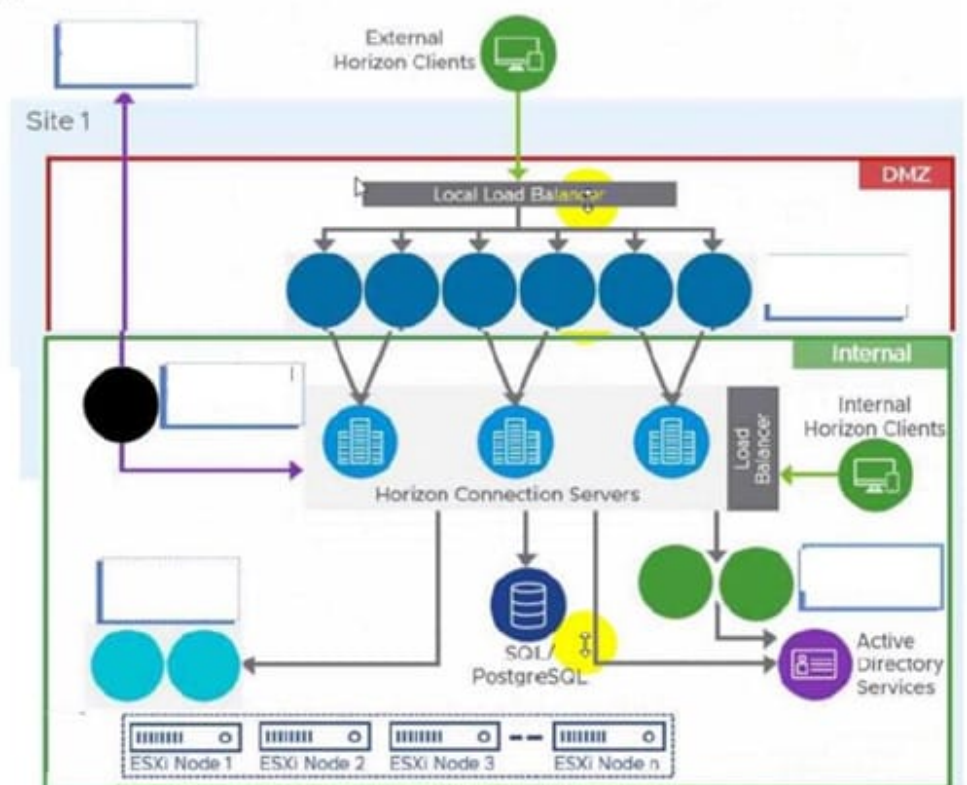 External
Horizon Clients
Site 1
DMZ
Local Load Balancer
Internal
Internal
Horizon Clients
Load
Balancer
Horizon Connection Servers
SQL/
PostgreSQL
Active
Directory
Services
ESXi Node 1
ESXi Node 2
ESXi Node 3
ESXi Node n